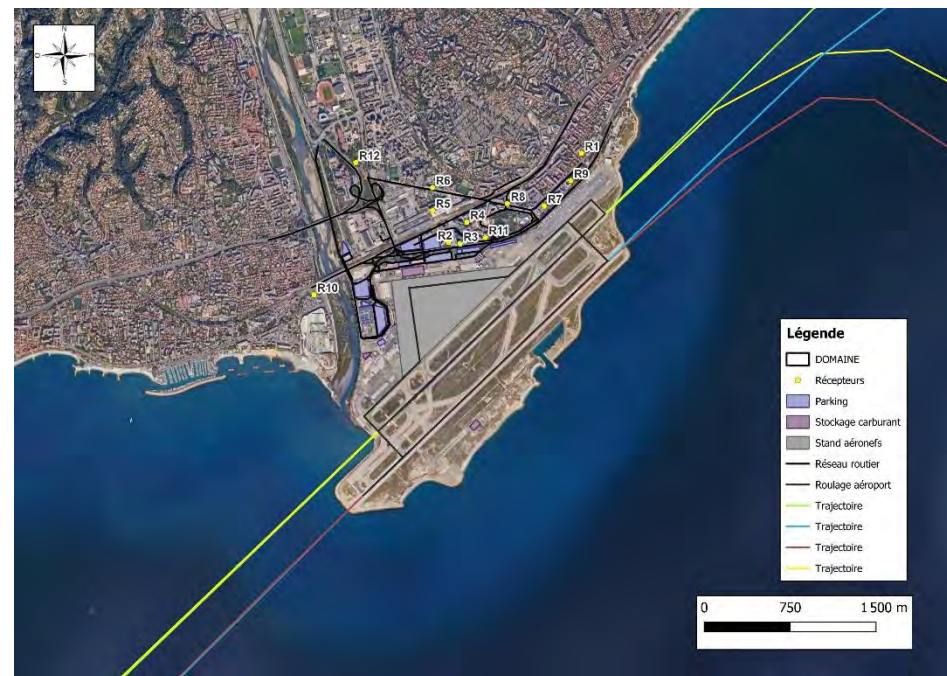 N
O
E
S
R1
R12
R9
R6
R8
R7
R5
R4
R2
R3
R11
R10
Légende
DOMAINE
Récepteurs
Parking
Stockage carburant
Stand aéronefs
Réseau routier
Roulage aéroport
Trajectoire
Trajectoire
Trajectoire
Trajectoire
0 750 1 500 m